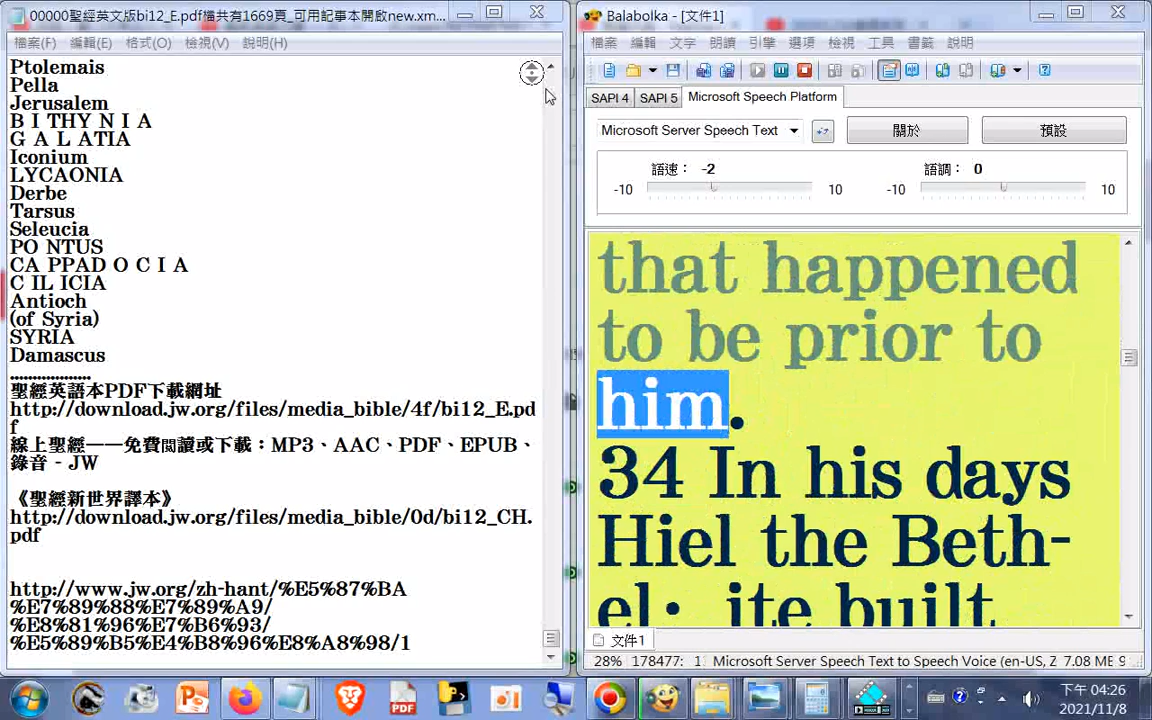 00000聖經英文版bi12_E.pdf檔共有1669頁_可用記事本開啟new.xm...
檔案(F) 編輯(E) 格式(O) 檢視(V) 說明(H)
Ptolemais
Pella
Jerusalem
B I THY N I A
G A L ATIA
Iconium
LYCAONIA
Derbe
Tarsus
Seleucia
PO NTUS
CA PPAD O C I A
C IL ICIA
Antioch
(of Syria)
SYRIA
Damascus
..................
聖經英語本PDF下載網址
http://download.jw.org/files/media_bible/4f/bi12_E.pd
f
線上聖經——免費閱讀或下載：MP3、AAC、PDF、EPUB、
錄音 - JW
《聖經新世界譯本》
http://download.jw.org/files/media_bible/0d/bi12_CH.
pdf
http://www.jw.org/zh-hant/%E5%87%BA
%E7%89%88%E7%89%A9/
%E8%81%96%E7%B6%93/
%E5%89%B5%E4%B8%96%E8%A8%98/1
Balabolka - [文件1]
檔案 編輯 文字 朗讀 引擎 選項 檢視 工具 書籤 說明
SAPI 4 SAPI 5 Microsoft Speech Platform
Microsoft Server Speech Text 關於 預設
語速： -2 語調： 0
-10 10 -10 10
that happened
to be prior to
him.
34 In his days
Hiel the Beth-
el· ite built
文件1
28% 178477: 1 Microsoft Server Speech Text to Speech Voice (en-US, Z 7.08 MB 9
PDF
下午 04:26
2021/11/8